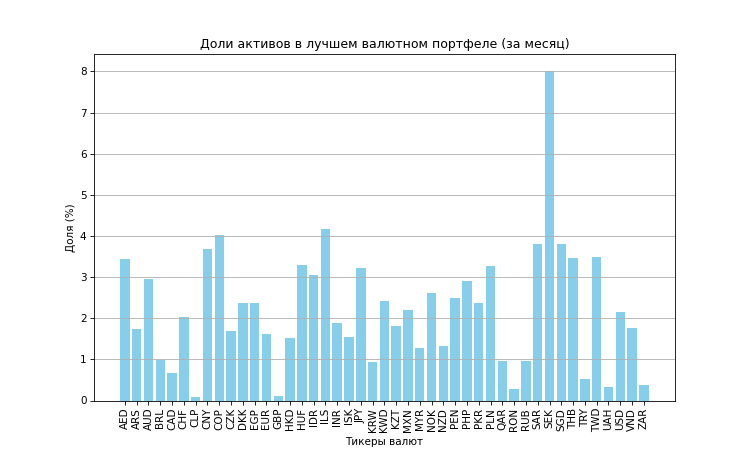 Доли активов в лучшем валютном портфеле (за месяц)
Доля (%)
8
7
6
5
4
3
2
1
0
AED ARS AUD BRL CAD CHF CLP CNY COP CZK DKK EGP EUR GBP HKD HUF IDR ILS INR ISK JPY KRW KWD KZT MXN MYR NOK NZD PEN PHP PKR PLN QAR RON RUB SAR SEK SGD THB TRY TWD UAH USD VND ZAR
Тикеры валют